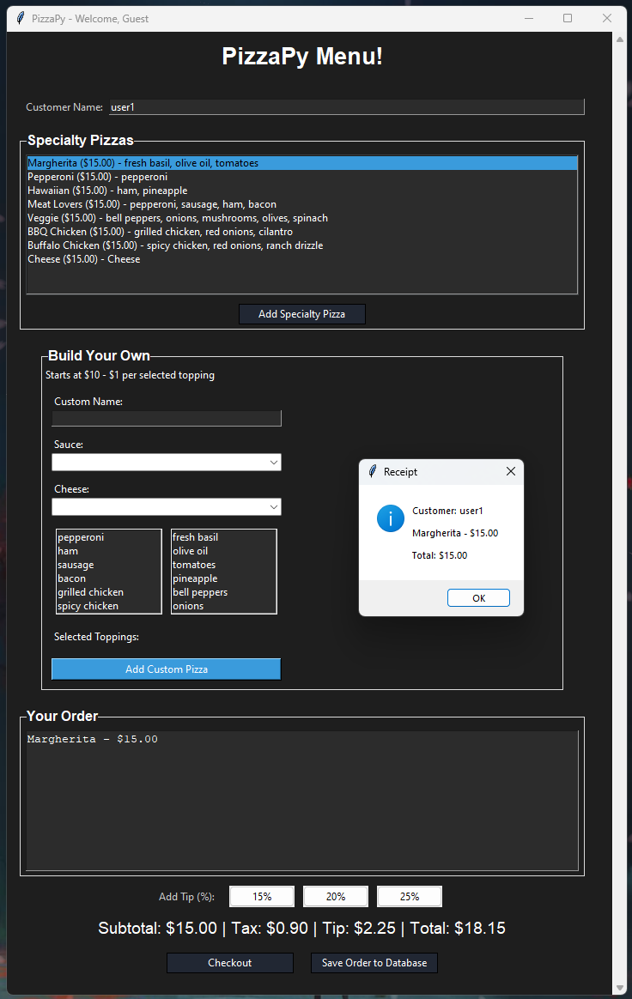 PizzaPy - Welcome, Guest
PizzaPy Menu!
Customer Name: user1
Specialty Pizzas
Margherita ($15.00) - fresh basil, olive oil, tomatoes
Pepperoni ($15.00) - pepperoni
Hawaiian ($15.00) - ham, pineapple
Meat Lovers ($15.00) - pepperoni, sausage, ham, bacon
Veggie ($15.00) - bell peppers, onions, mushrooms, olives, spinach
BBQ Chicken ($15.00) - grilled chicken, red onions, cilantro
Buffalo Chicken ($15.00) - spicy chicken, red onions, ranch drizzle
Cheese ($15.00) - Cheese
Add Specialty Pizza
Build Your Own
Starts at $10 - $1 per selected topping
Custom Name:
Sauce:
Cheese:
pepperoni
ham
sausage
bacon
grilled chicken
spicy chicken
fresh basil
olive oil
tomatoes
pineapple
bell peppers
onions
Selected Toppings:
Add Custom Pizza
Receipt
Customer: user1
Margherita - $15.00
Total: $15.00
OK
Your Order
Margherita - $15.00
Add Tip (%): 15% 20% 25%
Subtotal: $15.00 | Tax: $0.90 | Tip: $2.25 | Total: $18.15
Checkout Save Order to Database